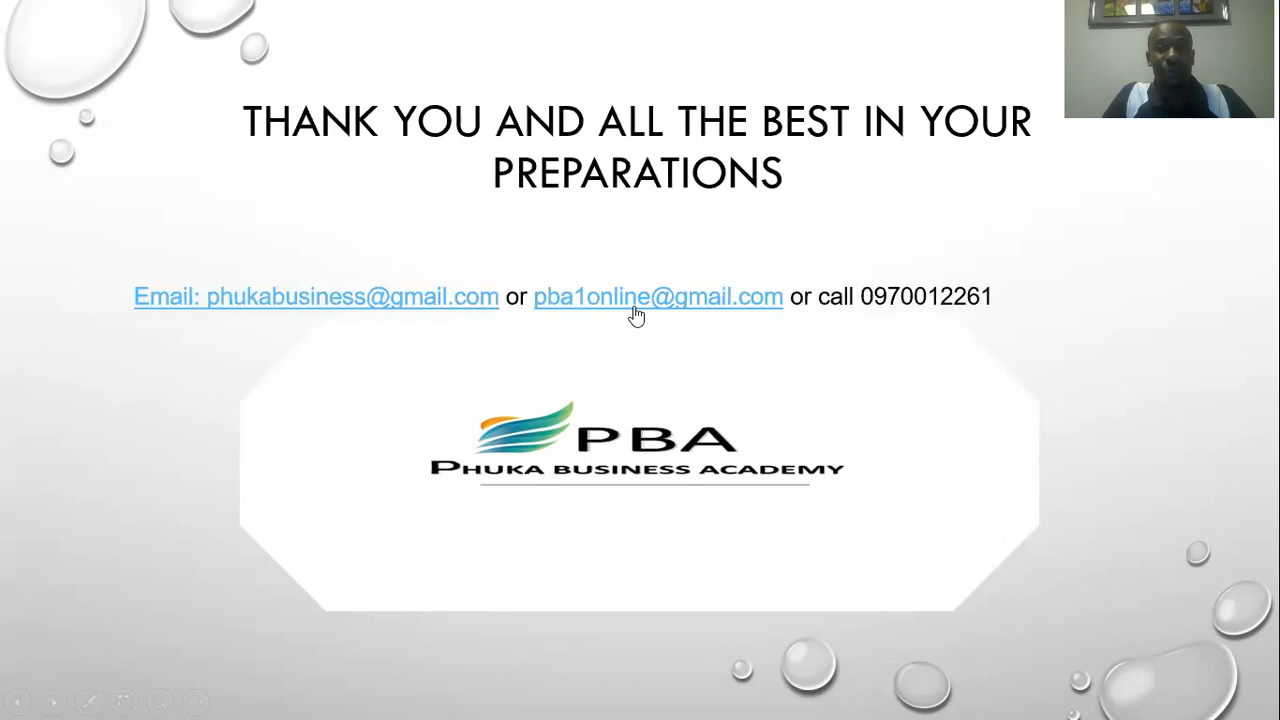 THANK YOU AND ALL THE BEST IN YOUR
PREPARATIONS
Email: phukabusiness@gmail.com or pba1online@gmail.com or call 0970012261
PBA
PHUKA BUSINESS ACADEMY